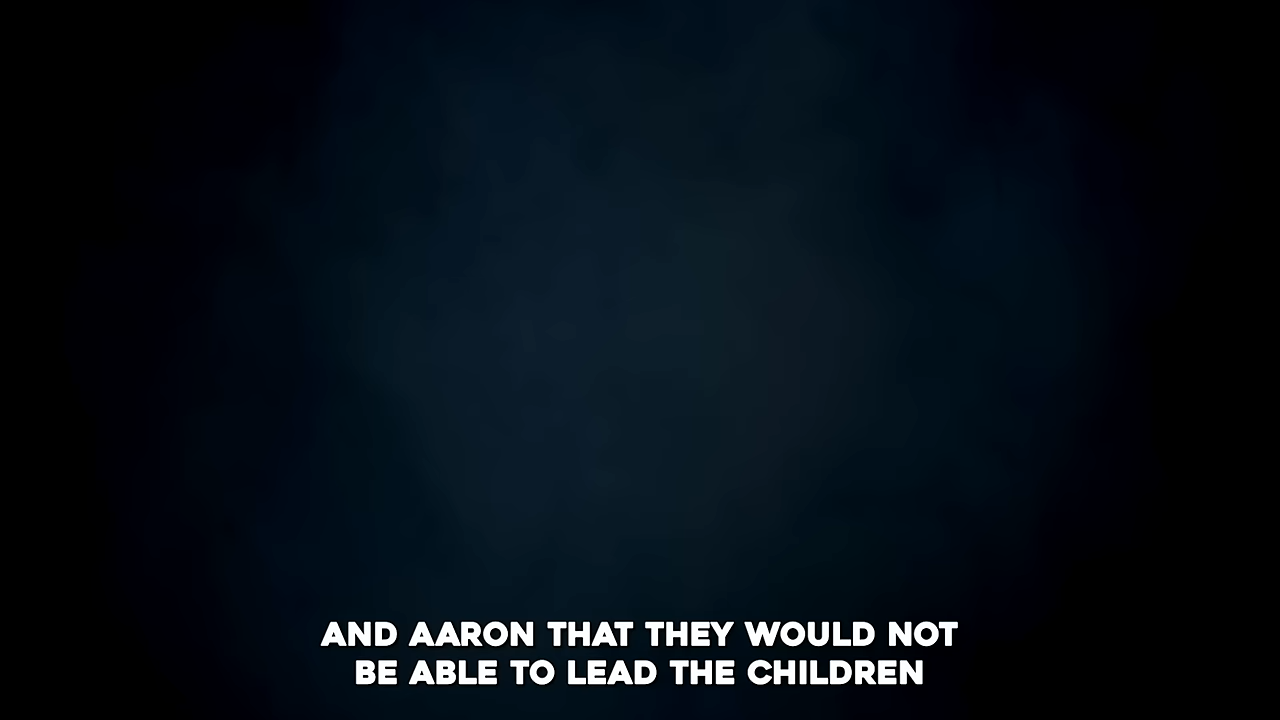 AND AARON THAT THEY WOULD NOT
BE ABLE TO LEAD THE CHILDREN